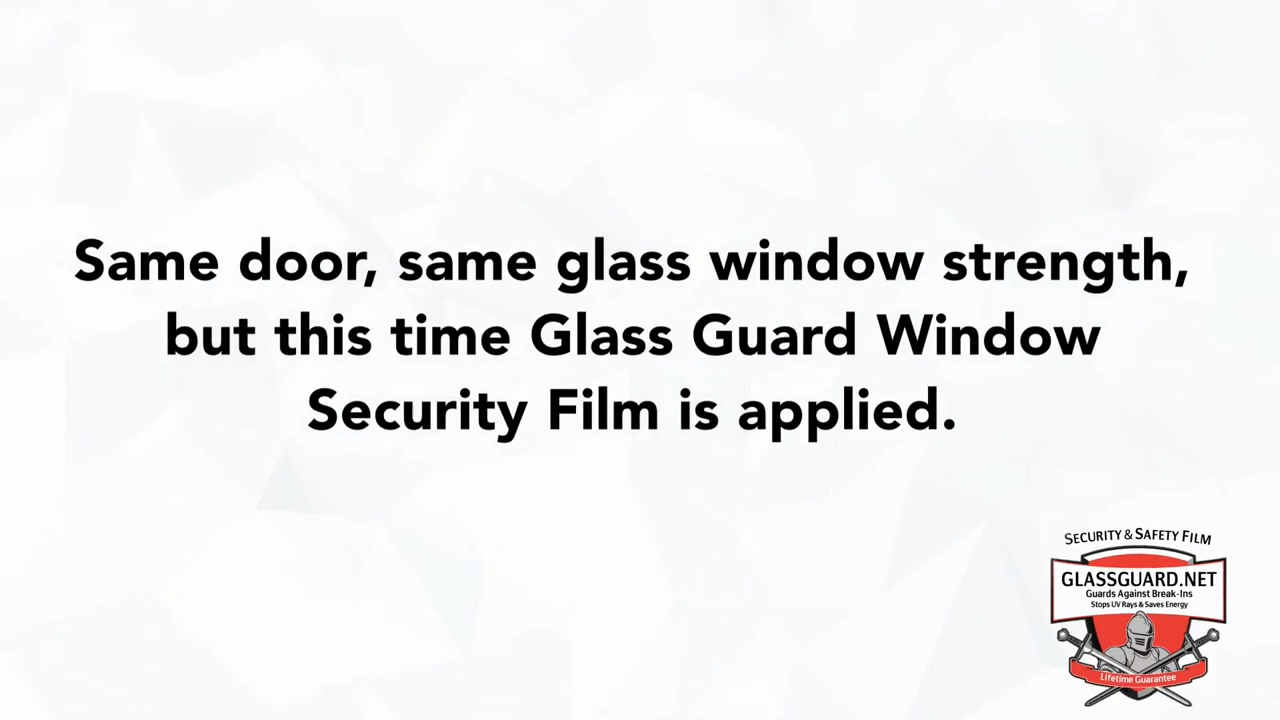 Same door, same glass window strength,
but this time Glass Guard Window
Security Film is applied.
SECURITY & SAFETY FILM
GLASSGUARD.NET
Guards Against Break-Ins
Stops UV Rays & Saves Energy
Lifetime Guarantee